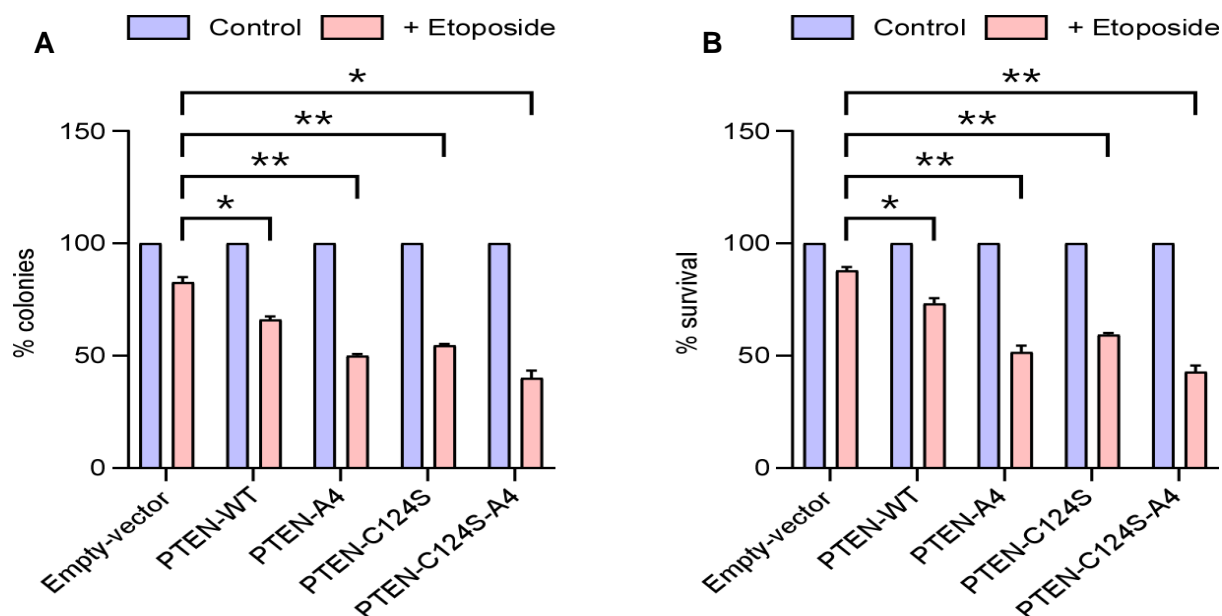 A
Control
+ Etoposide
*
**
**
*
150
100
50
0
% colonies
Empty-vector
PTEN-WT
PTEN-A4
PTEN-C124S
PTEN-C124S-A4
B
Control
+ Etoposide
**
**
**
*
150
100
50
0
% survival
Empty-vector
PTEN-WT
PTEN-A4
PTEN-C124S
PTEN-C124S-A4